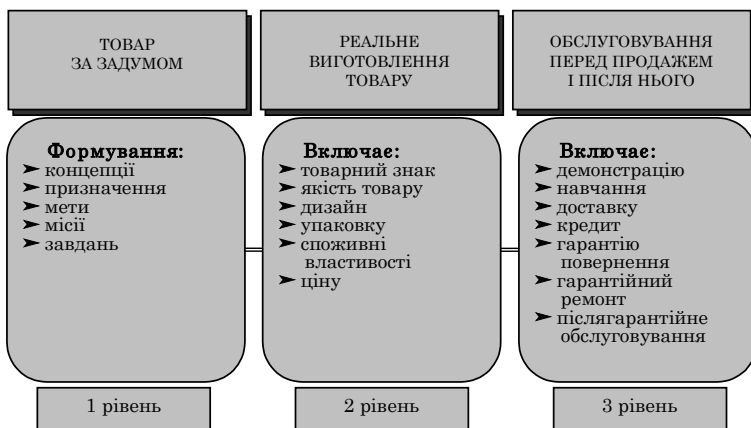 ТОВАР
ЗА ЗАДУМОМ
РЕАЛЬНЕ
ВИГОТОВЛЕННЯ
ТОВАРУ
ОБСЛУГОВУВАННЯ
ПЕРЕД ПРОДАЖЕМ
І ПІСЛЯ НЬОГО
Формування:
➤ концепції
➤ призначення
➤ мети
➤ місії
➤ завдань
Включає:
➤ товарний знак
➤ якість товару
➤ дизайн
➤ упаковку
➤ споживні
властивості
➤ ціну
Включає:
➤ демонстрацію
➤ навчання
➤ доставку
➤ кредит
➤ гарантію
повернення
➤ гарантійний
ремонт
➤ післягарантійне
обслуговування
1 рівень
2 рівень
3 рівень